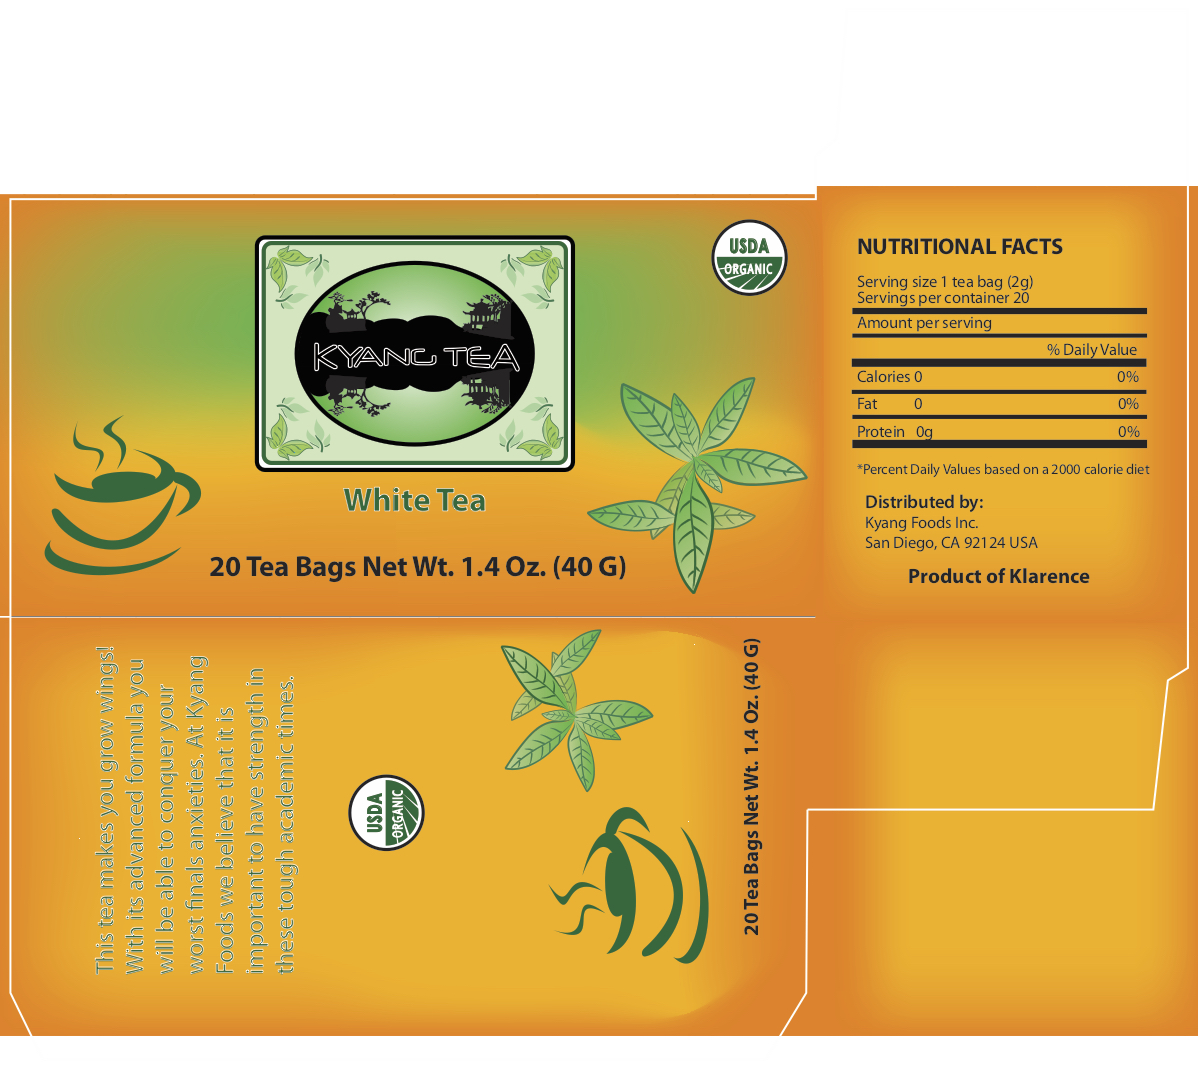 USDA
ORGANIC
KYANG TEA
White Tea
20 Tea Bags Net Wt. 1.4 Oz. (40 G)
NUTRITIONAL FACTS
Serving size 1 tea bag (2g)
Servings per container 20
Amount per serving
% Daily Value
Calories 0 0%
Fat 0 0%
Protein 0g 0%
*Percent Daily Values based on a 2000 calorie diet
Distributed by:
Kyang Foods Inc.
San Diego, CA 92124 USA
Product of Klarence
This tea makes you grow wings!
With its advanced formula you
will be able to conquer your
worst finals anxieties. At Kyang
Foods we believe that it is
important to have strength in
these tough academic times.
USDA
ORGANIC
20 Tea Bags Net Wt. 1.4 Oz. (40 G)